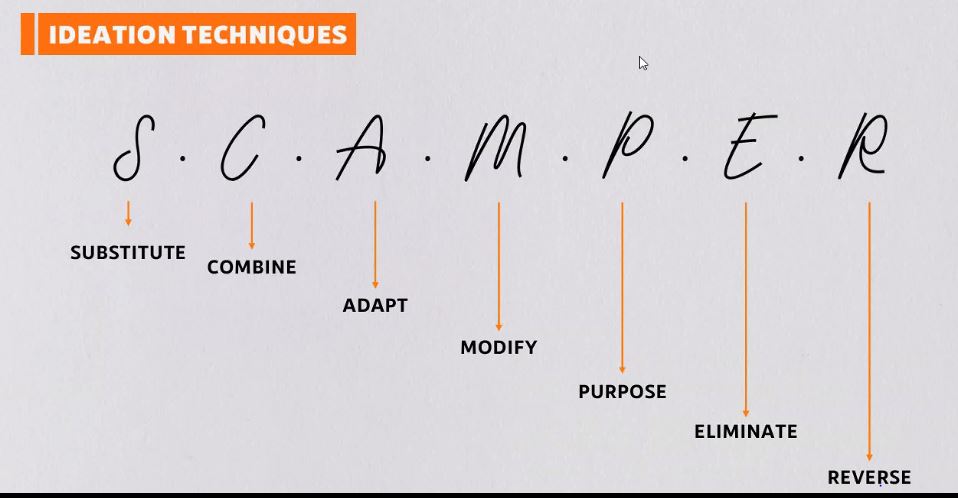 IDEATION TECHNIQUES
S . C . A . M . P . E . R
SUBSTITUTE
COMBINE
ADAPT
MODIFY
PURPOSE
ELIMINATE
REVERSE